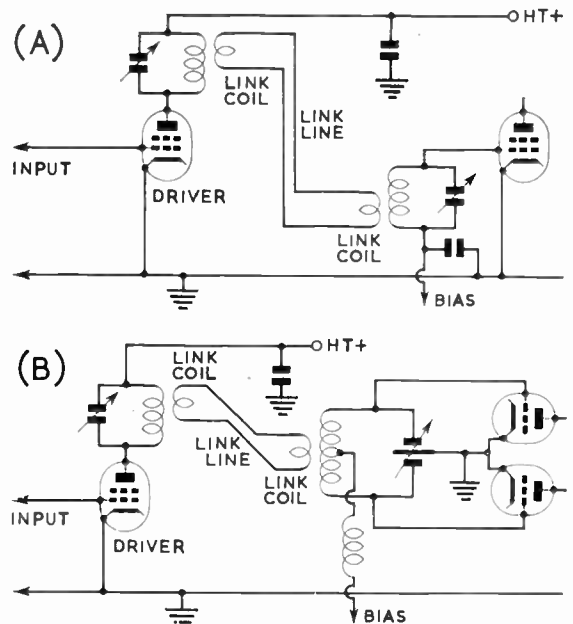 (A)
HT+
LINK
COIL
LINK
LINE
INPUT
DRIVER
LINK
COIL
BIAS
(B)
HT+
LINK
COIL
LINK
LINE
LINK
COIL
INPUT
DRIVER
BIAS